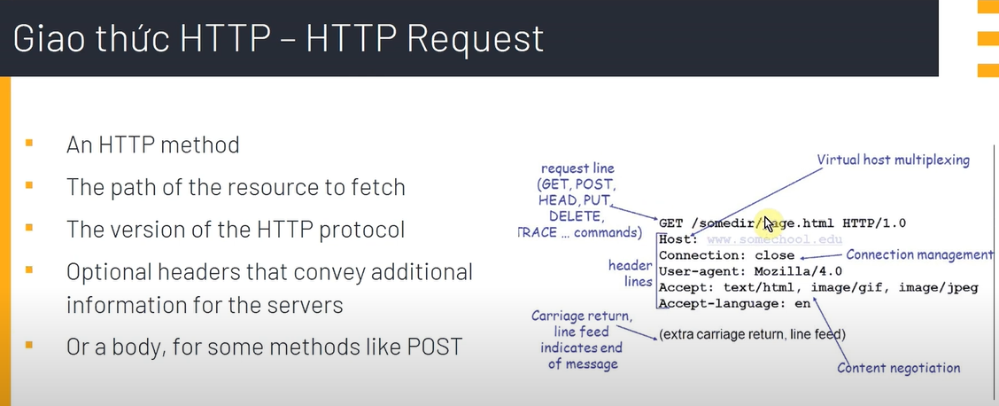 Giao thức HTTP – HTTP Request
An HTTP method
The path of the resource to fetch
The version of the HTTP protocol
Optional headers that convey additional
information for the servers
Or a body, for some methods like POST
request line
(GET, POST,
HEAD, PUT,
DELETE,
TRACE ... commands)
header
lines
Carriage return,
line feed
indicates end
of message
Virtual host multiplexing
GET /somedir/page.html HTTP/1.0
Host: www.somechool.edu
Connection: close
Connection management
User-agent: Mozilla/4.0
Accept: text/html, image/gif, image/jpeg
Accept-language: en
(extra carriage return, line feed)
Content negotiation